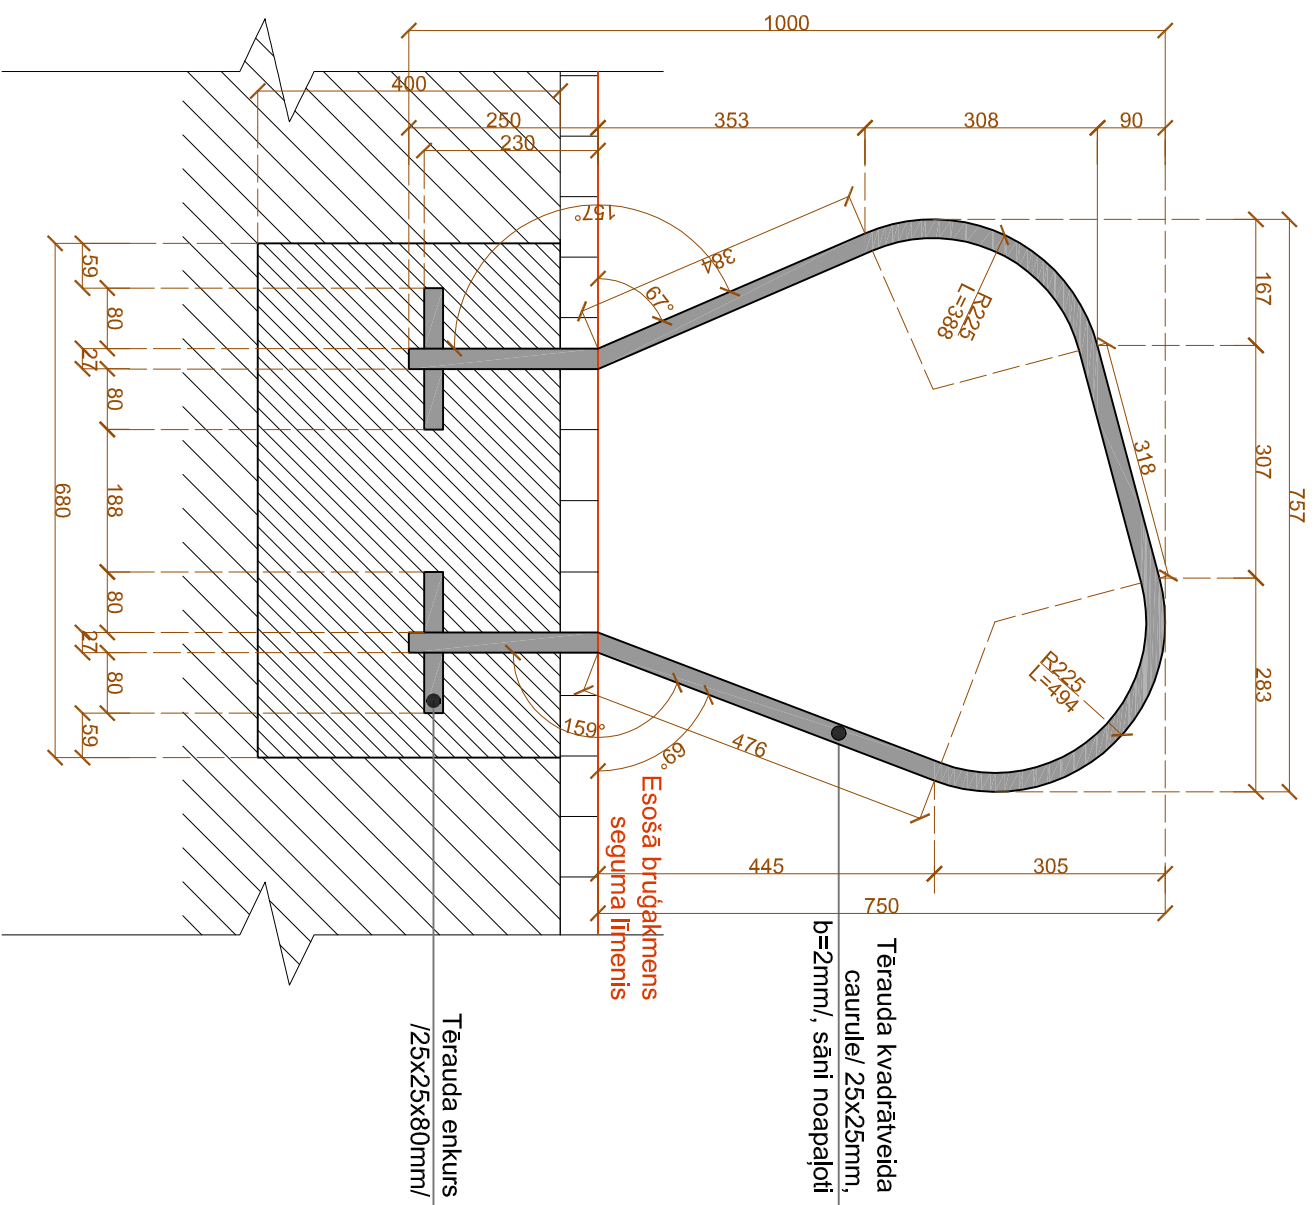 1000
400
250
353
308
90
230
157°
384
67°
R225
L=388
167
318
307
757
283
R225
L=494
59
80
27
80
188
80
27
80
59
680
159°
69°
476
445
305
750
Esošā bruģakmens
seguma līmenis
Tērauda kvadrātveida
caurule/ 25x25mm,
b=2mm/, sāni noapaļoti
Tērauda enkurs
/25x25x80mm/